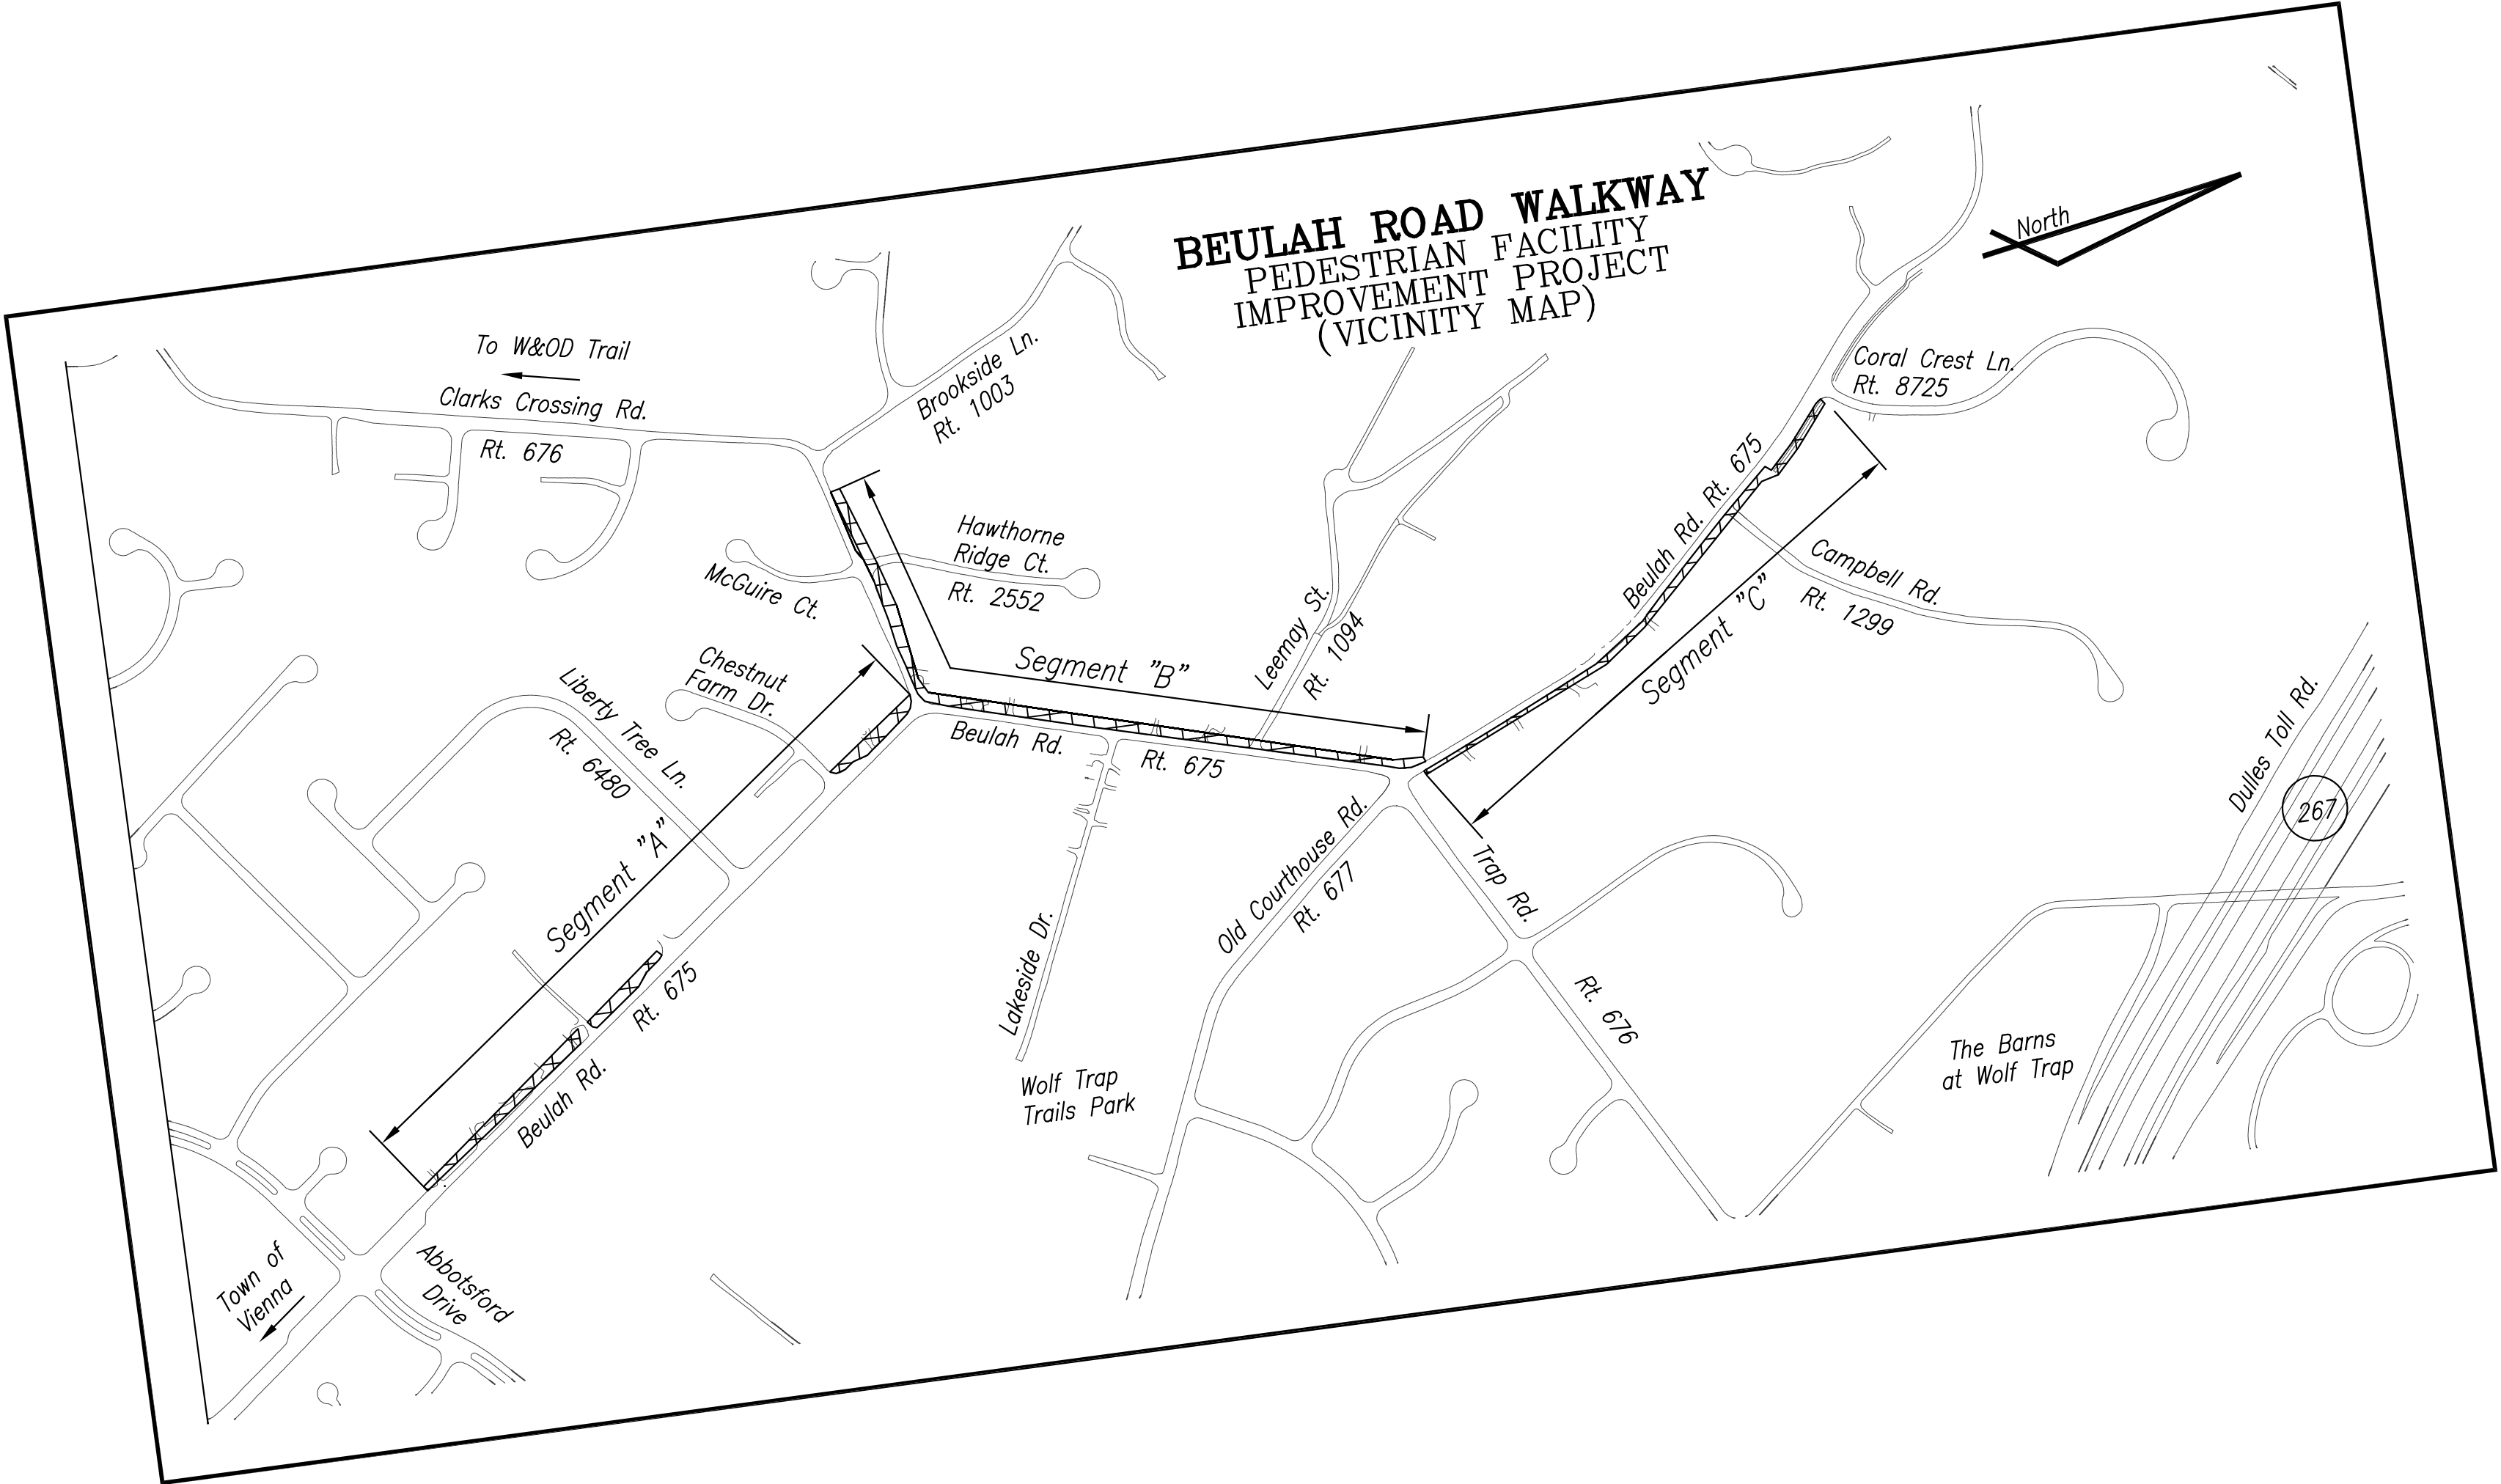 BEULAH ROAD WALKWAY
PEDESTRIAN FACILITY
IMPROVEMENT PROJECT
(VICINITY MAP)
North
To W&OD Trail
Clarks Crossing Rd.
Rt. 676
Brookside Ln.
Rt. 1003
Coral Crest Ln.
Rt. 8725
Beulah Rd. Rt. 675
Hawthorne
Ridge Ct.
Rt. 2552
McGuire Ct.
Campbell Rd.
Rt. 1299
Segment "C"
Leemay St.
Rt. 1094
Segment "B"
Chestnut
Farm Dr.
Liberty Tree Ln.
Rt. 6480
Beulah Rd.
Rt. 675
Dulles Toll Rd.
267
Segment "A"
Old Courthouse Rd.
Rt. 677
Trap Rd.
Rt. 676
Lakeside Dr.
Rt. 675
Beulah Rd.
Wolf Trap
Trails Park
The Barns
at Wolf Trap
Town of
Vienna
Abbotsford
Drive